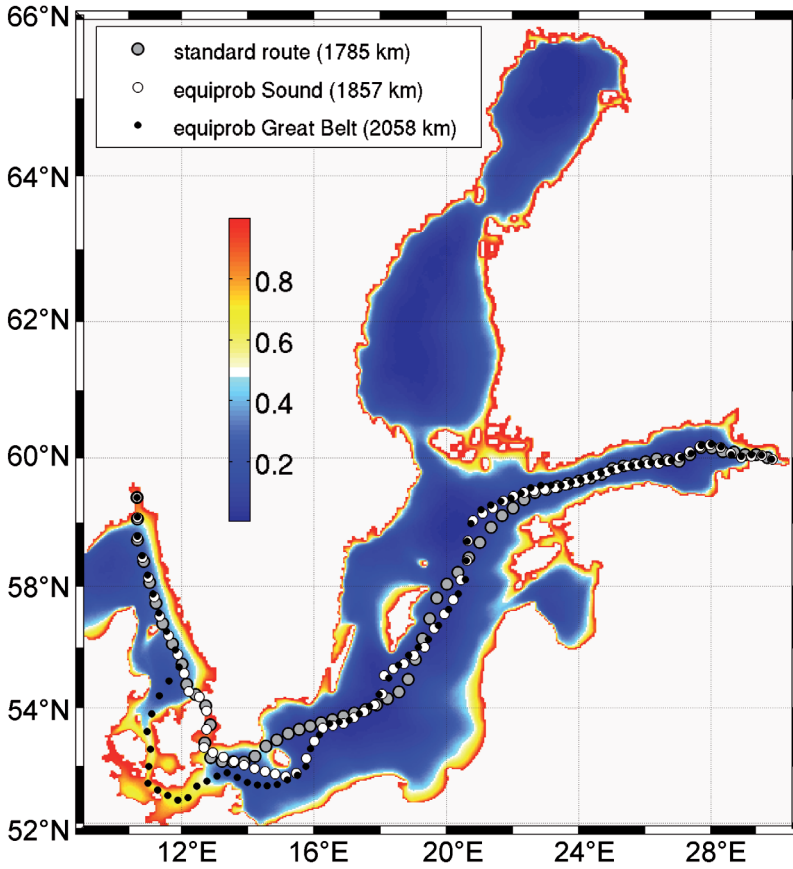 66°N
standard route (1785 km)
equiprob Sound (1857 km)
equiprob Great Belt (2058 km)
64°N
0.8
62°N
0.6
0.4
60°N
0.2
58°N
54°N
52°N
12°E 16°E 20°E 24°E 28°E